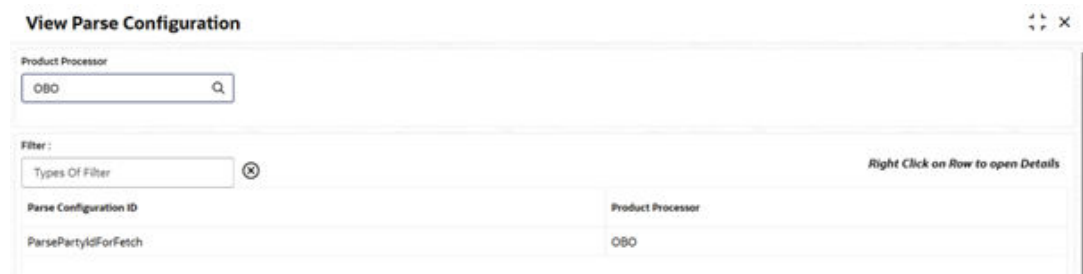 View Parse Configuration
Product Processor
OBO
Filter :
Types Of Filter
Right Click on Row to open Details
Parse Configuration ID Product Processor
ParsePartyIdForFetch OBO